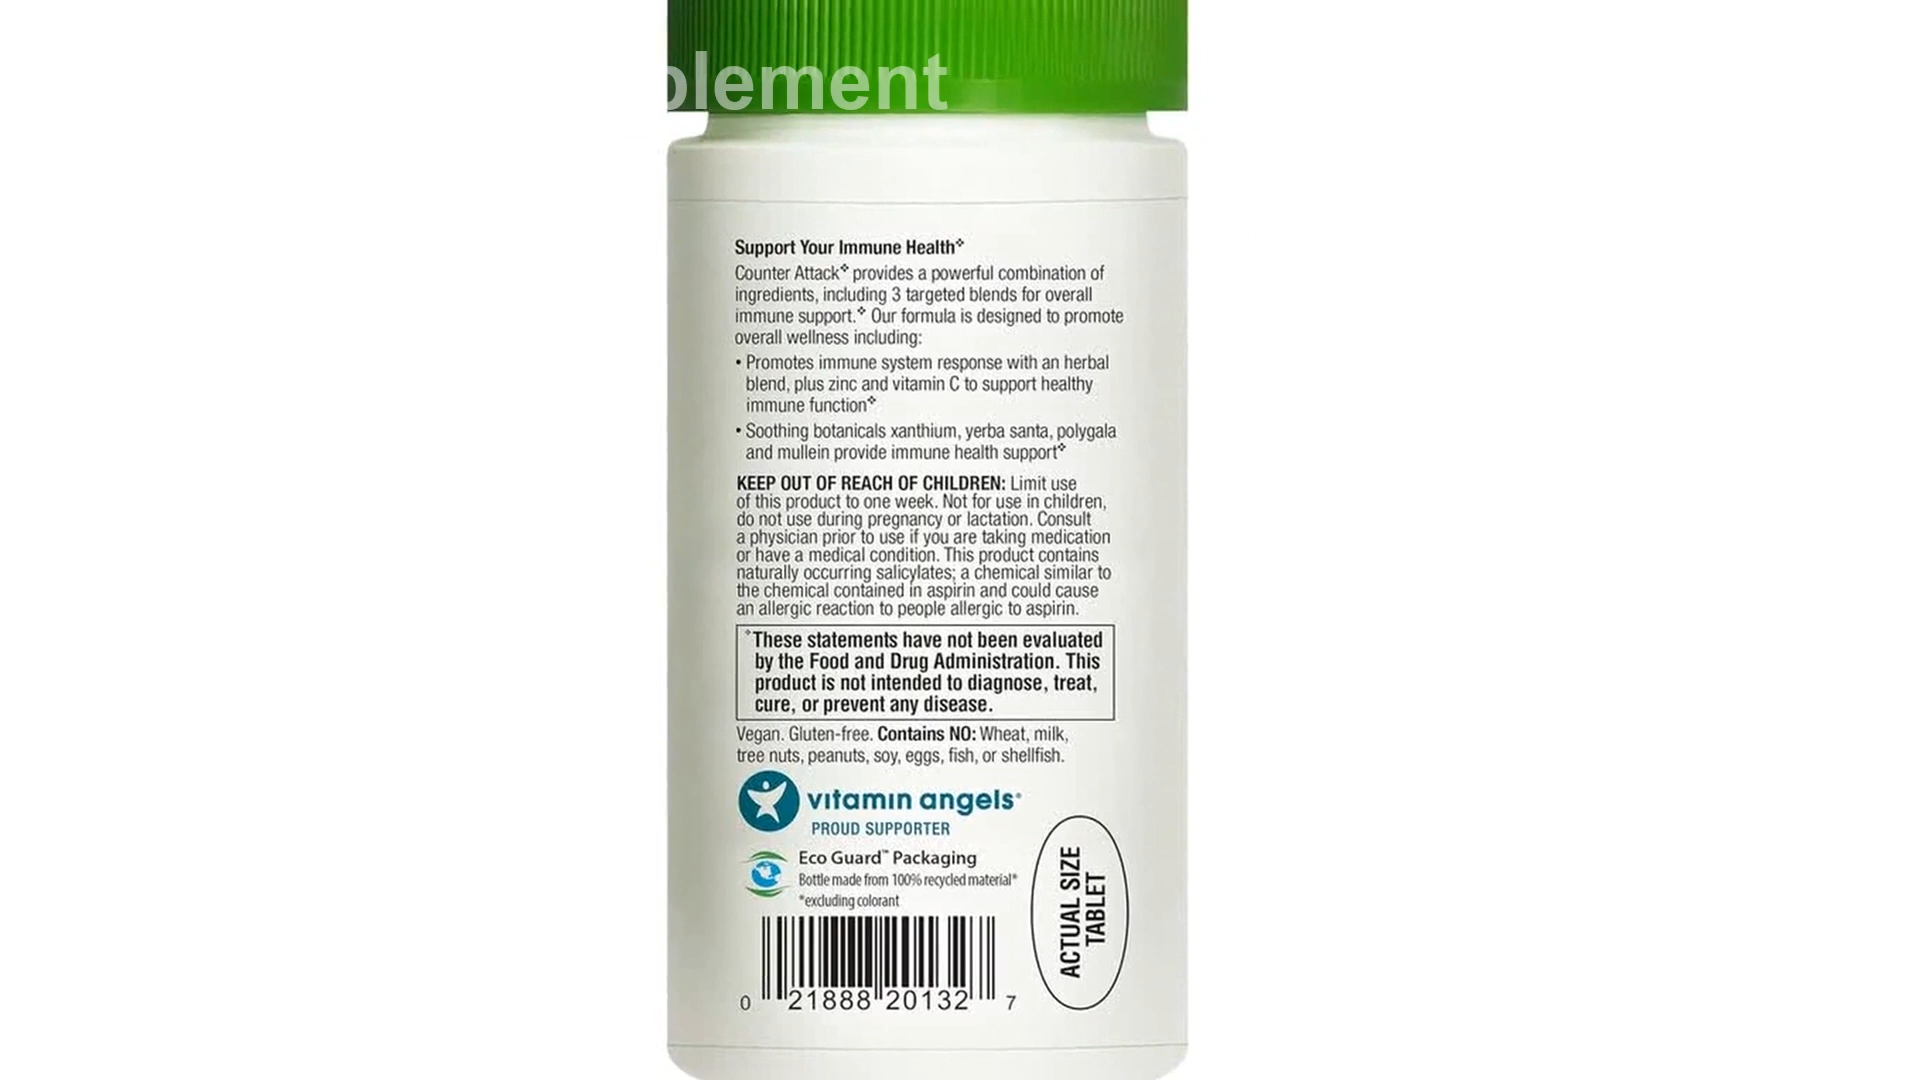 plement
Support Your Immune Health❖
Counter Attack❖ provides a powerful combination of
ingredients, including 3 targeted blends for overall
immune support.❖ Our formula is designed to promote
overall wellness including:
• Promotes immune system response with an herbal
blend, plus zinc and vitamin C to support healthy
immune function❖
• Soothing botanicals xanthium, yerba santa, polygala
and mullein provide immune health support❖
KEEP OUT OF REACH OF CHILDREN: Limit use
of this product to one week. Not for use in children,
do not use during pregnancy or lactation. Consult
a physician prior to use if you are taking medication
or have a medical condition. This product contains
naturally occurring salicylates; a chemical similar to
the chemical contained in aspirin and could cause
an allergic reaction to people allergic to aspirin.
❖These statements have not been evaluated
by the Food and Drug Administration. This
product is not intended to diagnose, treat,
cure, or prevent any disease.
Vegan. Gluten-free. Contains NO: Wheat, milk,
tree nuts, peanuts, soy, eggs, fish, or shellfish.
vitamin angels®
PROUD SUPPORTER
Eco Guard™ Packaging
Bottle made from 100% recycled material*
*excluding colorant
ACTUAL SIZE
TABLET
0 21888 20132 7